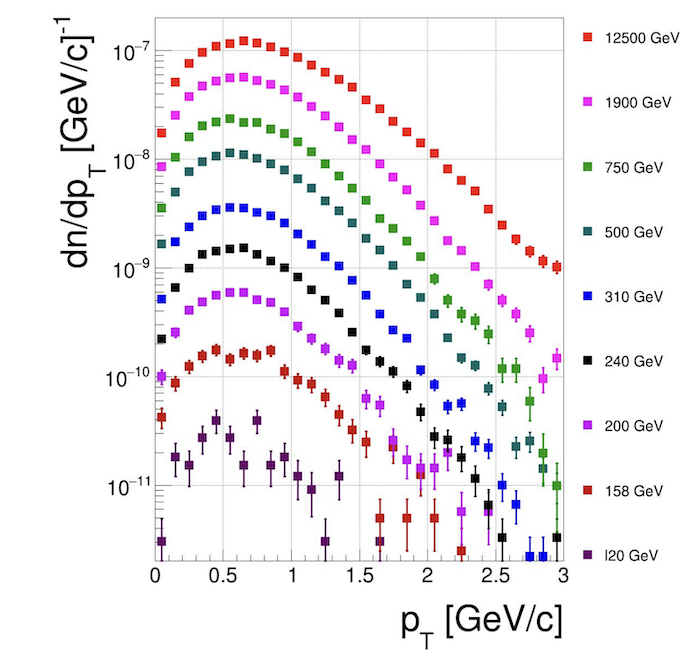 dn/dp_T [GeV/c]^-1
10^-7
10^-8
10^-9
10^-10
10^-11
0 0.5 1 1.5 2 2.5 3
p_T [GeV/c]
12500 GeV
1900 GeV
750 GeV
500 GeV
310 GeV
240 GeV
200 GeV
158 GeV
l20 GeV